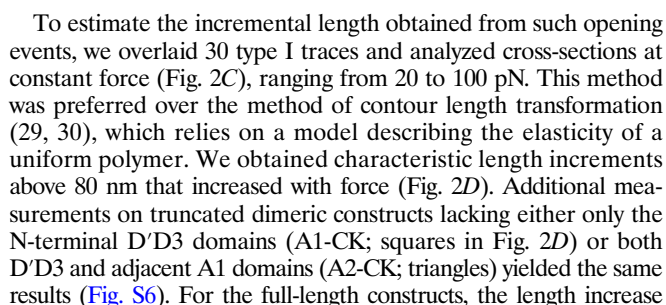 To estimate the incremental length obtained from such opening
events, we overlaid 30 type I traces and analyzed cross-sections at
constant force (Fig. 2C), ranging from 20 to 100 pN. This method
was preferred over the method of contour length transformation
(29, 30), which relies on a model describing the elasticity of a
uniform polymer. We obtained characteristic length increments
above 80 nm that increased with force (Fig. 2D). Additional mea-
surements on truncated dimeric constructs lacking either only the
N-terminal D′D3 domains (A1-CK; squares in Fig. 2D) or both
D′D3 and adjacent A1 domains (A2-CK; triangles) yielded the same
results (Fig. S6). For the full-length constructs, the length increase